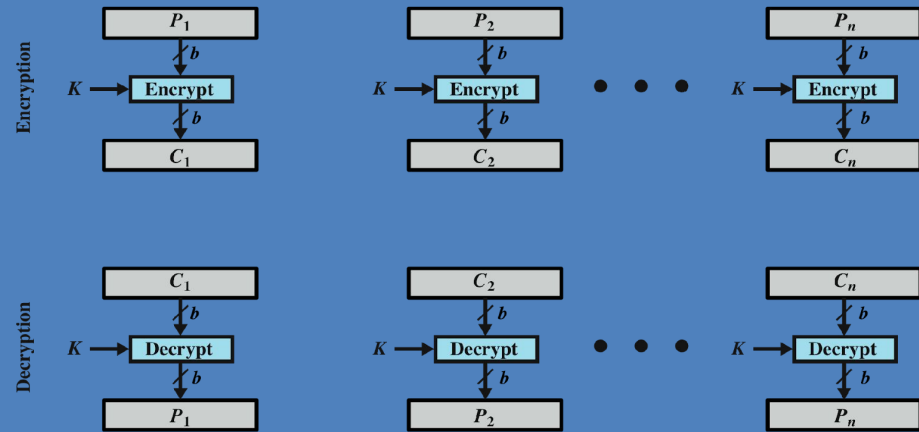 Encryption
P1 P2 Pn
b b b
K Encrypt K Encrypt K Encrypt
b b b
C1 C2 Cn
Decryption
C1 C2 Cn
b b b
K Decrypt K Decrypt K Decrypt
b b b
P1 P2 Pn